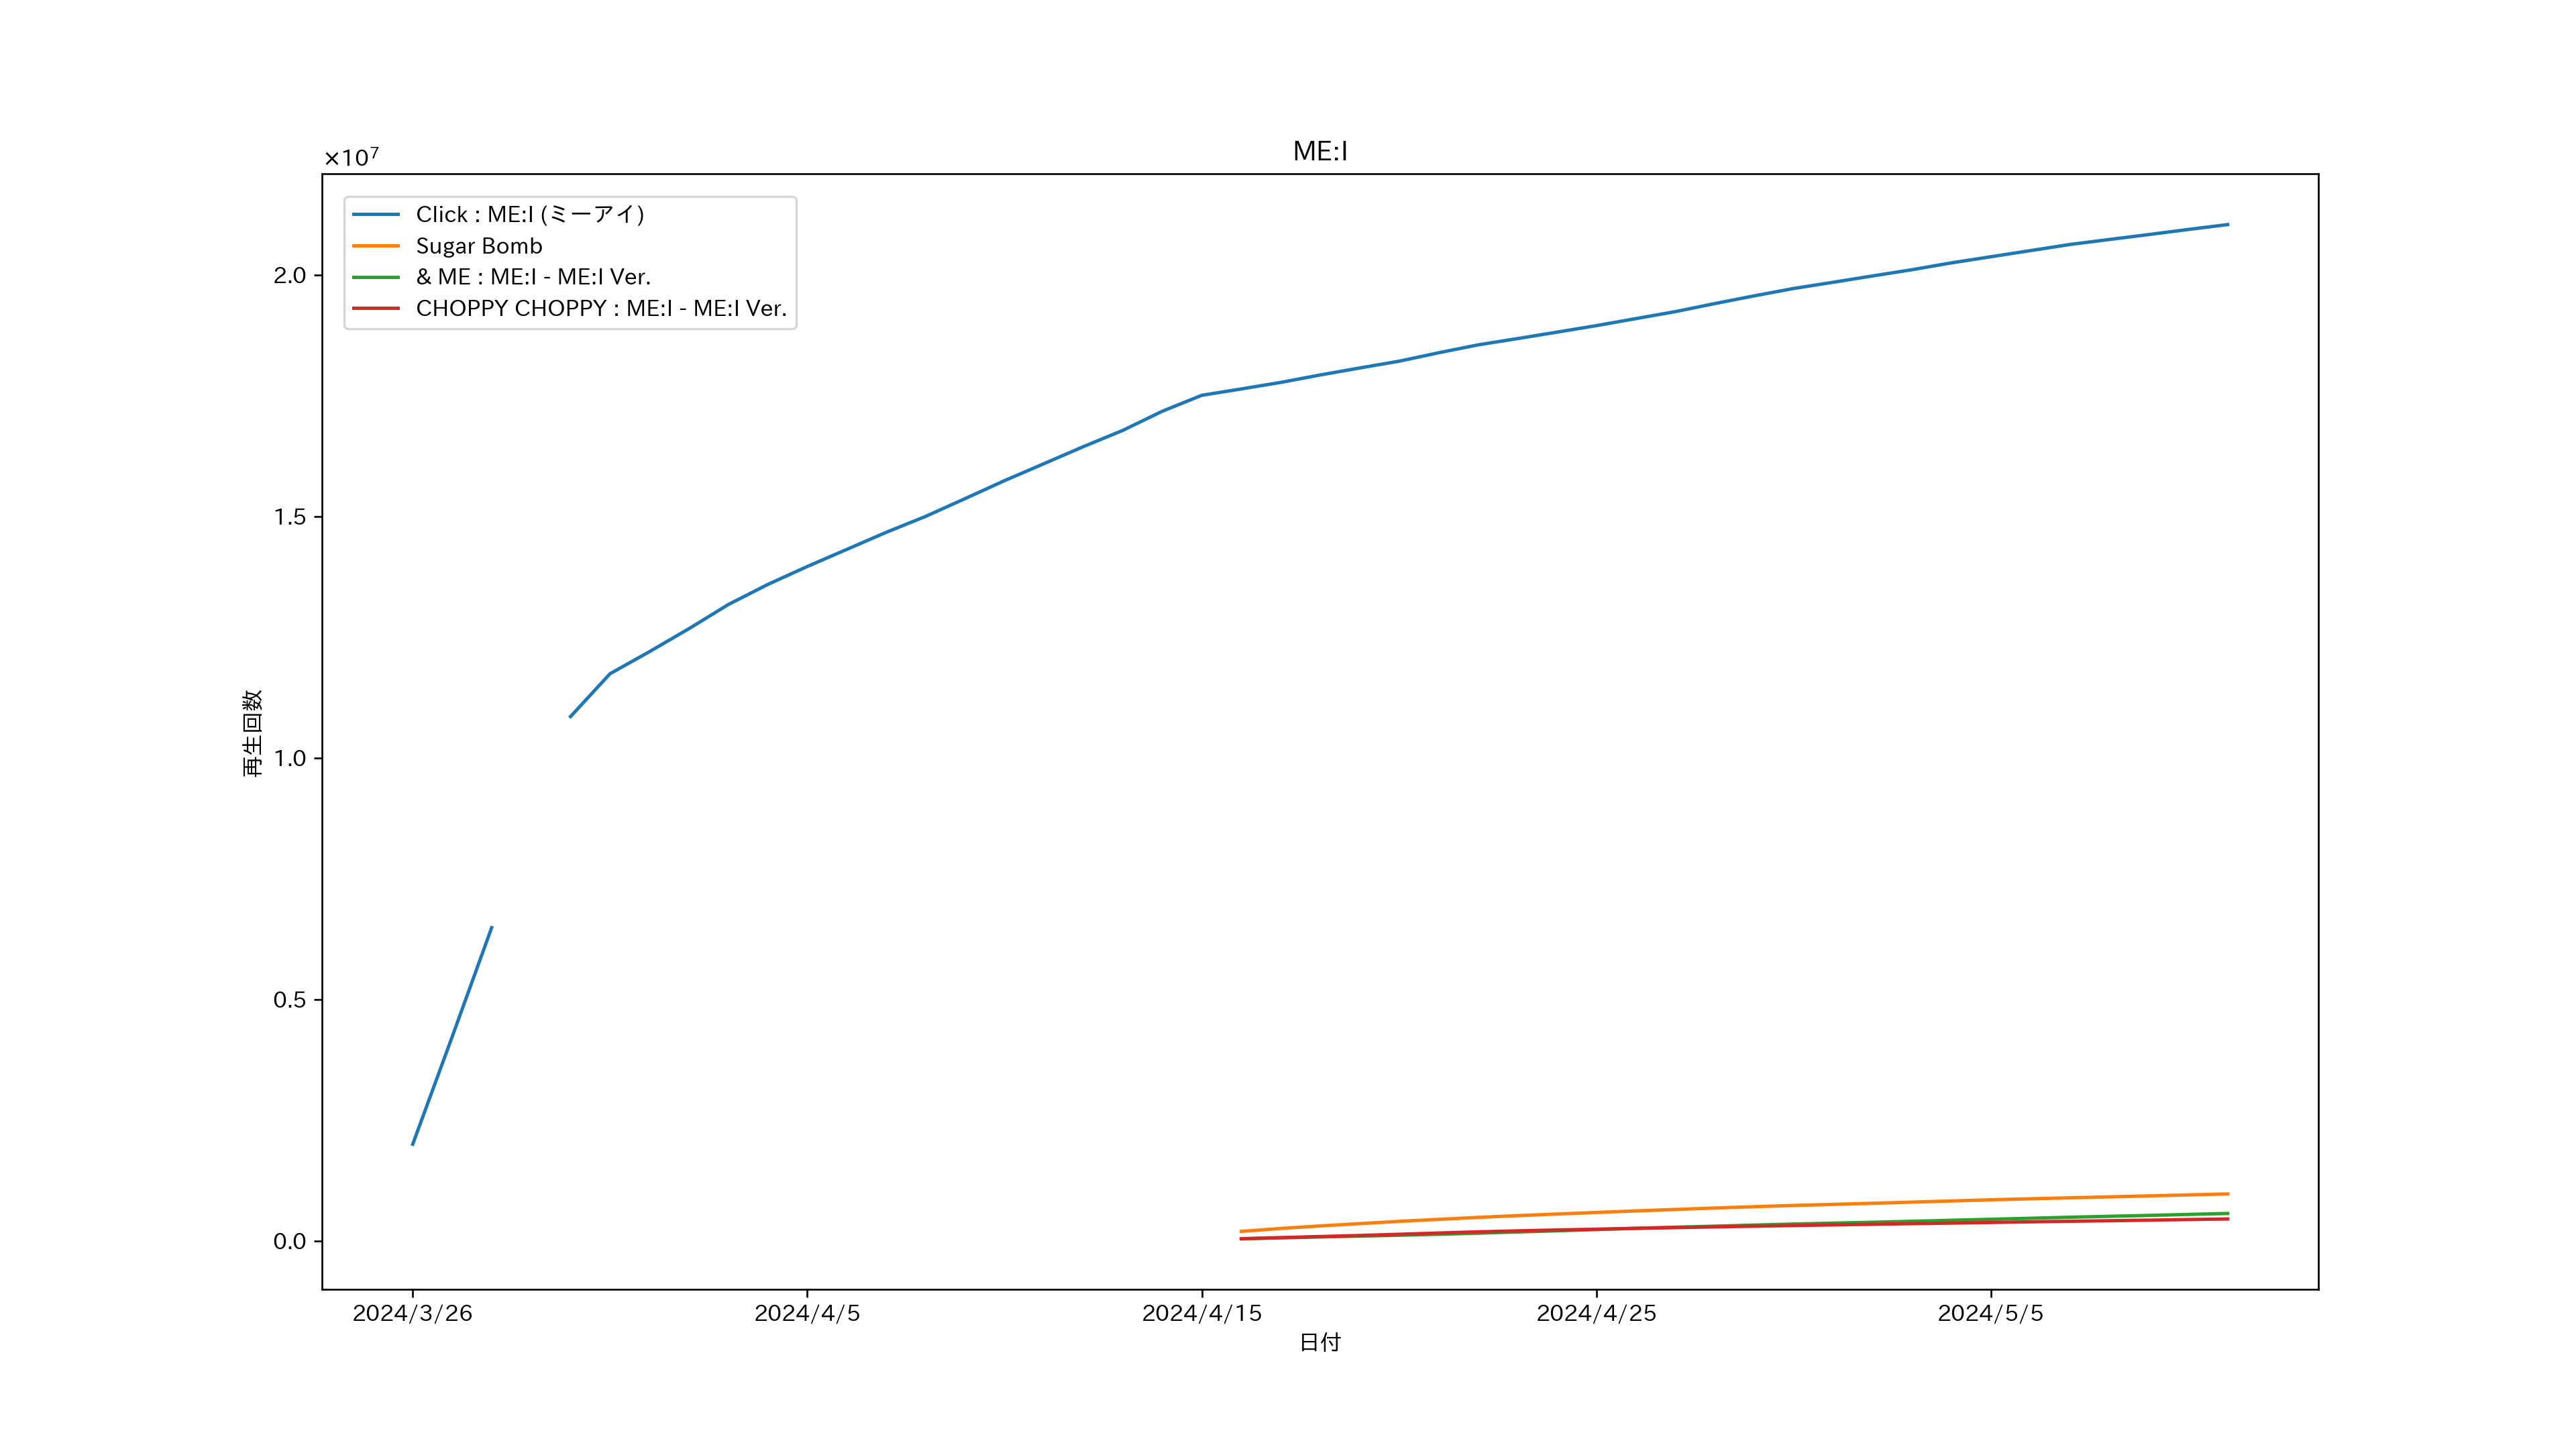 ME:I
×10⁷
Click : ME:I (ミーアイ)
Sugar Bomb
& ME : ME:I - ME:I Ver.
CHOPPY CHOPPY : ME:I - ME:I Ver.
2.0
1.5
1.0
0.5
0.0
再生回数
2024/3/26 2024/4/5 2024/4/15 2024/4/25 2024/5/5
日付